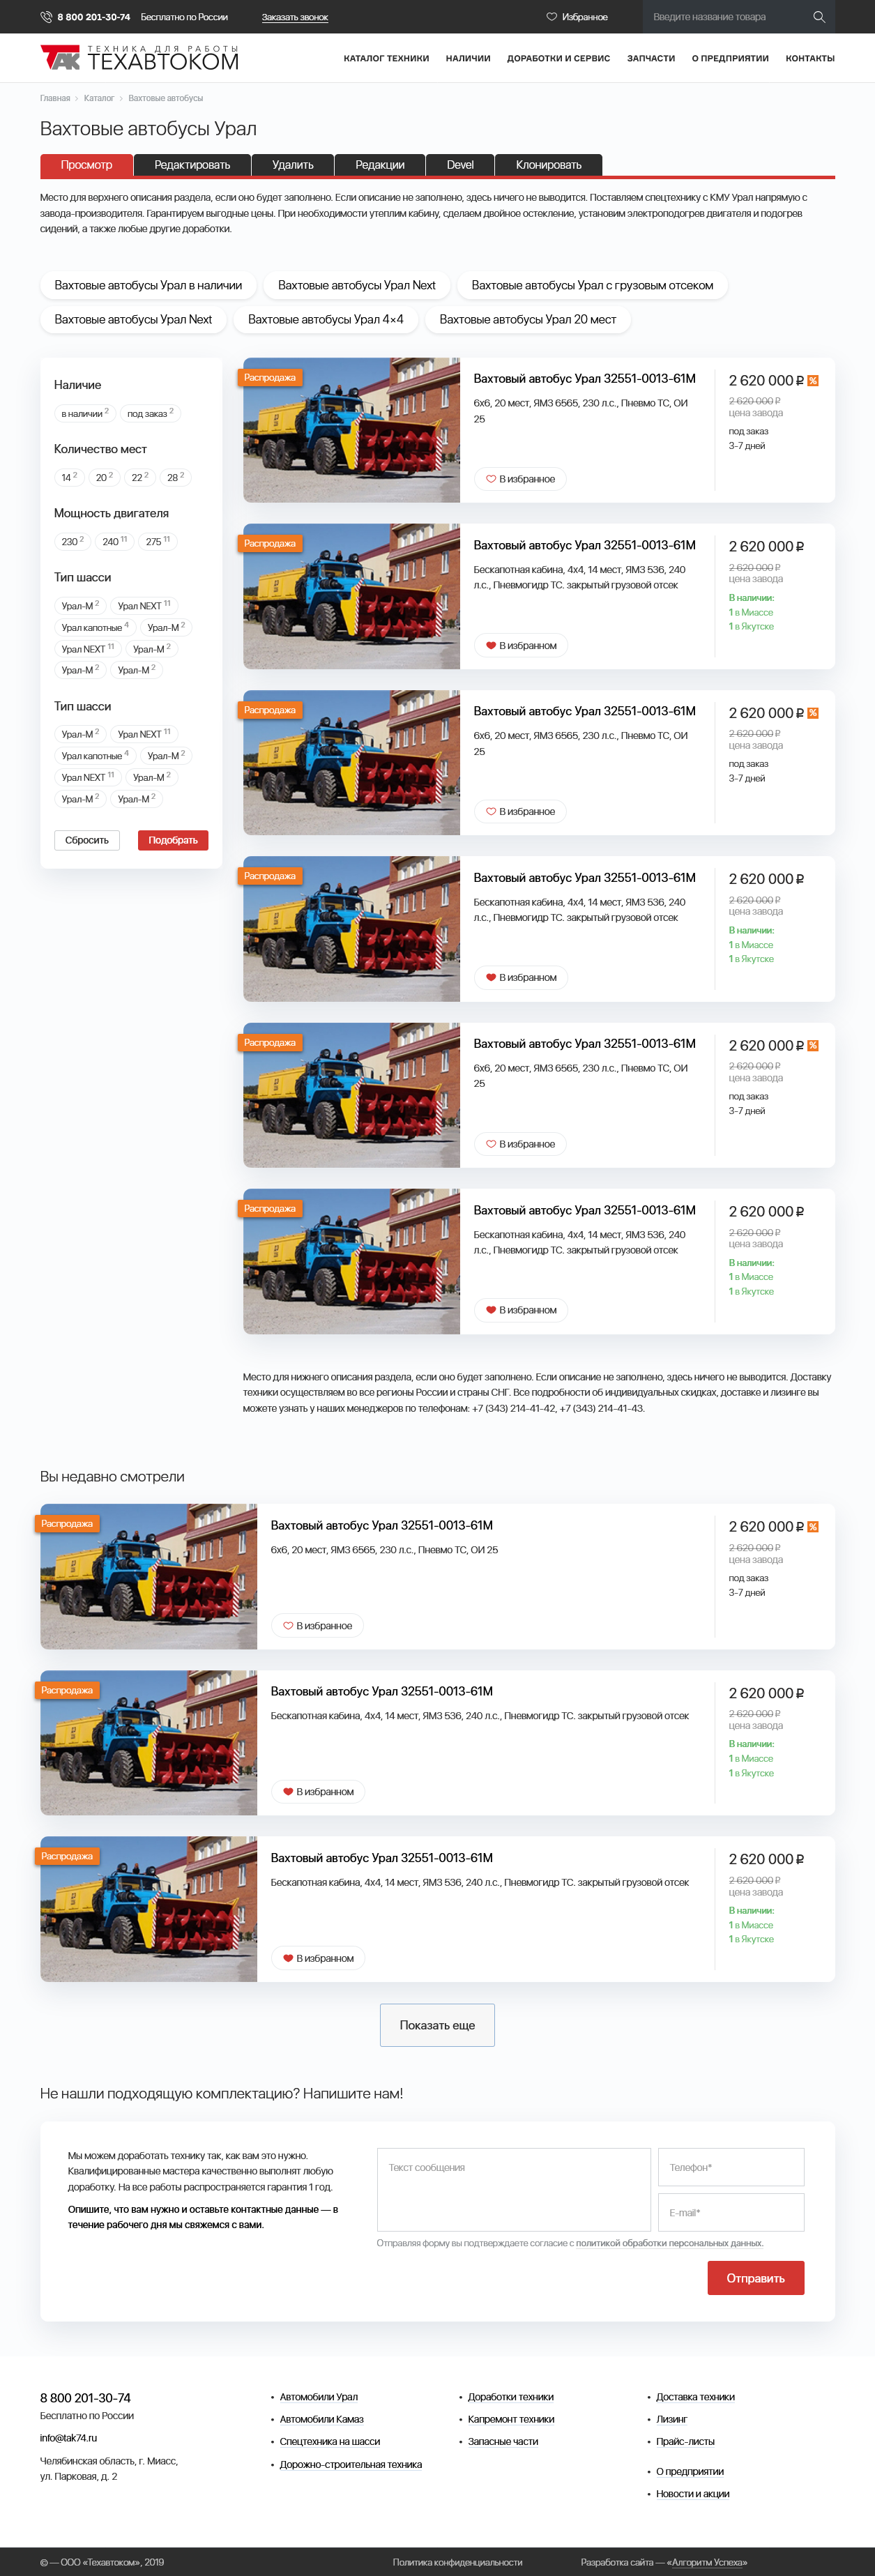 8 800 201-30-74 Бесплатно по России Заказать звонок Избранное Введите название товара
ТЕХНИКА ДЛЯ РАБОТЫ
ТАК ТЕХАВТОКОМ
КАТАЛОГ ТЕХНИКИ НАЛИЧИИ ДОРАБОТКИ И СЕРВИС ЗАПЧАСТИ О ПРЕДПРИЯТИИ КОНТАКТЫ
Главная Каталог Вахтовые автобусы
Вахтовые автобусы Урал
Просмотр Редактировать Удалить Редакции Devel Клонировать
Место для верхнего описания раздела, если оно будет заполнено. Если описание не заполнено, здесь ничего не выводится. Поставляем спецтехнику с КМУ Урал напрямую с
завода-производителя. Гарантируем выгодные цены. При необходимости утеплим кабину, сделаем двойное остекление, установим электроподогрев двигателя и подогрев
сидений, а также любые другие доработки.
Вахтовые автобусы Урал в наличии Вахтовые автобусы Урал Next Вахтовые автобусы Урал с грузовым отсеком
Вахтовые автобусы Урал Next Вахтовые автобусы Урал 4×4 Вахтовые автобусы Урал 20 мест
Наличие
в наличии 2 под заказ 2
Количество мест
14 2 20 2 22 2 28 2
Мощность двигателя
230 2 240 11 275 11
Тип шасси
Урал-М 2 Урал NEXT 11
Урал капотные 4 Урал-М 2
Урал NEXT 11 Урал-М 2
Урал-М 2 Урал-М 2
Тип шасси
Урал-М 2 Урал NEXT 11
Урал капотные 4 Урал-М 2
Урал NEXT 11 Урал-М 2
Урал-М 2 Урал-М 2
Сбросить Подобрать
Распродажа
Вахтовый автобус Урал 32551-0013-61М
6х6, 20 мест, ЯМЗ 6565, 230 л.с., Пневмо ТС, ОИ
25
В избранное
2 620 000 ₽ %
2 620 000 ₽
цена завода
под заказ
3-7 дней
Распродажа
Вахтовый автобус Урал 32551-0013-61М
Бескапотная кабина, 4х4, 14 мест, ЯМЗ 536, 240
л.с., Пневмогидр ТС. закрытый грузовой отсек
В избранном
2 620 000 ₽
2 620 000 ₽
цена завода
В наличии:
1 в Миассе
1 в Якутске
Распродажа
Вахтовый автобус Урал 32551-0013-61М
6х6, 20 мест, ЯМЗ 6565, 230 л.с., Пневмо ТС, ОИ
25
В избранное
2 620 000 ₽ %
2 620 000 ₽
цена завода
под заказ
3-7 дней
Распродажа
Вахтовый автобус Урал 32551-0013-61М
Бескапотная кабина, 4х4, 14 мест, ЯМЗ 536, 240
л.с., Пневмогидр ТС. закрытый грузовой отсек
В избранном
2 620 000 ₽
2 620 000 ₽
цена завода
В наличии:
1 в Миассе
1 в Якутске
Распродажа
Вахтовый автобус Урал 32551-0013-61М
6х6, 20 мест, ЯМЗ 6565, 230 л.с., Пневмо ТС, ОИ
25
В избранное
2 620 000 ₽ %
2 620 000 ₽
цена завода
под заказ
3-7 дней
Распродажа
Вахтовый автобус Урал 32551-0013-61М
Бескапотная кабина, 4х4, 14 мест, ЯМЗ 536, 240
л.с., Пневмогидр ТС. закрытый грузовой отсек
В избранном
2 620 000 ₽
2 620 000 ₽
цена завода
В наличии:
1 в Миассе
1 в Якутске
Место для нижнего описания раздела, если оно будет заполнено. Если описание не заполнено, здесь ничего не выводится. Доставку
техники осуществляем во все регионы России и страны СНГ. Все подробности об индивидуальных скидках, доставке и лизинге вы
можете узнать у наших менеджеров по телефонам: +7 (343) 214-41-42, +7 (343) 214-41-43.
Вы недавно смотрели
Распродажа
Вахтовый автобус Урал 32551-0013-61М
6х6, 20 мест, ЯМЗ 6565, 230 л.с., Пневмо ТС, ОИ 25
В избранное
2 620 000 ₽ %
2 620 000 ₽
цена завода
под заказ
3-7 дней
Распродажа
Вахтовый автобус Урал 32551-0013-61М
Бескапотная кабина, 4х4, 14 мест, ЯМЗ 536, 240 л.с., Пневмогидр ТС. закрытый грузовой отсек
В избранном
2 620 000 ₽
2 620 000 ₽
цена завода
В наличии:
1 в Миассе
1 в Якутске
Распродажа
Вахтовый автобус Урал 32551-0013-61М
Бескапотная кабина, 4х4, 14 мест, ЯМЗ 536, 240 л.с., Пневмогидр ТС. закрытый грузовой отсек
В избранном
2 620 000 ₽
2 620 000 ₽
цена завода
В наличии:
1 в Миассе
1 в Якутске
Показать еще
Не нашли подходящую комплектацию? Напишите нам!
Мы можем доработать технику так, как вам это нужно.
Квалифицированные мастера качественно выполнят любую
доработку. На все работы распространяется гарантия 1 год.
Опишите, что вам нужно и оставьте контактные данные — в
течение рабочего дня мы свяжемся с вами.
Текст сообщения
Телефон*
E-mail*
Отправляя форму вы подтверждаете согласие с политикой обработки персональных данных.
Отправить
8 800 201-30-74
Бесплатно по России
info@tak74.ru
Челябинская область, г. Миасс,
ул. Парковая, д. 2
• Автомобили Урал
• Автомобили Камаз
• Спецтехника на шасси
• Дорожно-строительная техника
• Доработки техники
• Капремонт техники
• Запасные части
• Доставка техники
• Лизинг
• Прайс-листы
• О предприятии
• Новости и акции
© — ООО «Техавтоком», 2019 Политика конфиденциальности Разработка сайта — «Алгоритм Успеха»